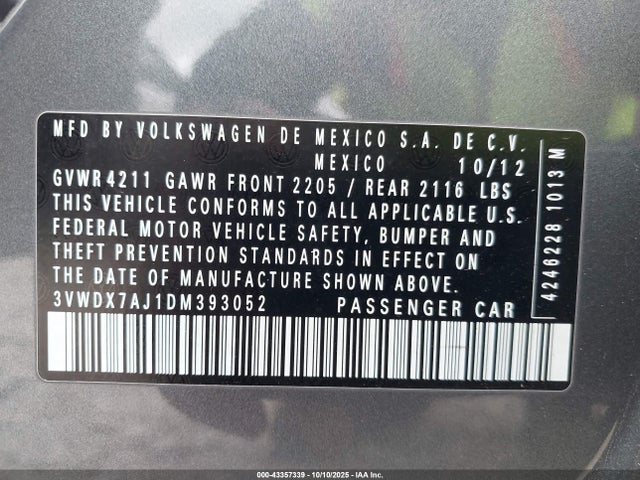 MFD BY VOLKSWAGEN DE MEXICO S.A. DE C.V.
MEXICO 10/12
GVWR 4211 GAWR FRONT 2205 / REAR 2116 LBS
THIS VEHICLE CONFORMS TO ALL APPLICABLE U.S.
FEDERAL MOTOR VEHICLE SAFETY, BUMPER AND
THEFT PREVENTION STANDARDS IN EFFECT ON
THE DATE OF MANUFACTURE SHOWN ABOVE.
3VWDX7AJ1DM393052 PASSENGER CAR
4246228 1013 M
000-43357339 | 10/10/2025 | IAA Inc.